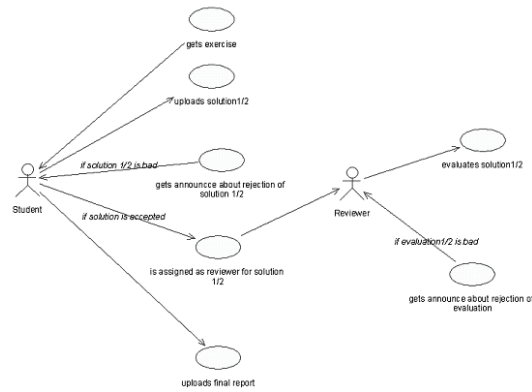 gets exercise
uploads solution1/2
if solution 1/2 is bad
gets announcce about rejection of
solution 1/2
Student
if solution is accepted
is assigned as reviewer for solution
1/2
uploads final report
evaluates solution1/2
Reviewer
if evaluation1/2 is bad
gets announce about rejection of
evaluation